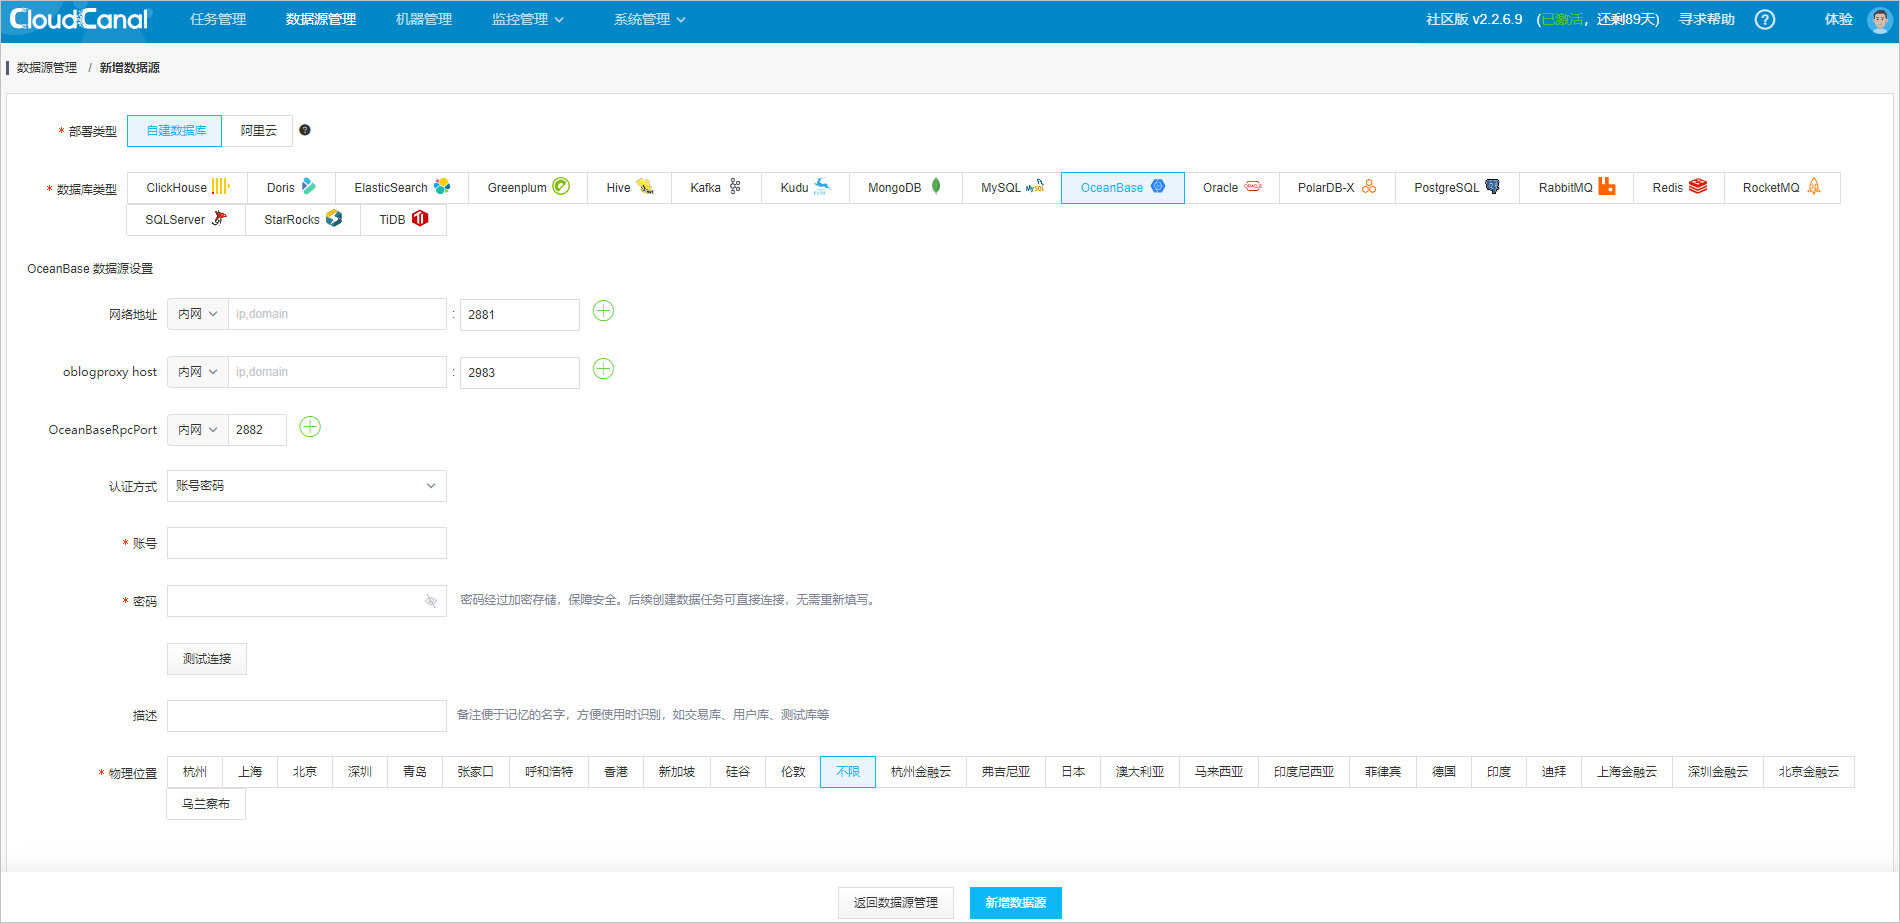 CloudCanal 任务管理 数据源管理 机器管理 监控管理 系统管理 社区版 v2.2.6.9 (已激活，还剩89天) 寻求帮助 ? 体验
数据源管理 / 新增数据源
* 部署类型 自建数据库 阿里云 ?
* 数据库类型 ClickHouse Doris ElasticSearch Greenplum Hive Kafka Kudu MongoDB MySQL OceanBase Oracle PolarDB-X PostgreSQL RabbitMQ Redis RocketMQ
SQLServer StarRocks TiDB
OceanBase 数据源设置
网络地址 内网 ip,domain : 2881
oblogproxy host 内网 ip,domain : 2983
OceanBaseRpcPort 内网 2882
认证方式 账号密码
* 账号
* 密码 密码经过加密存储，保障安全。后续创建数据任务可直接连接，无需重新填写。
测试连接
描述 备注便于记忆的名字，方便使用时识别，如交易库、用户库、测试库等
* 物理位置 杭州 上海 北京 深圳 青岛 张家口 呼和浩特 香港 新加坡 硅谷 伦敦 不限 杭州金融云 弗吉尼亚 日本 澳大利亚 马来西亚 印度尼西亚 菲律宾 德国 印度 迪拜 上海金融云 深圳金融云 北京金融云
乌兰察布
返回数据源管理 新增数据源